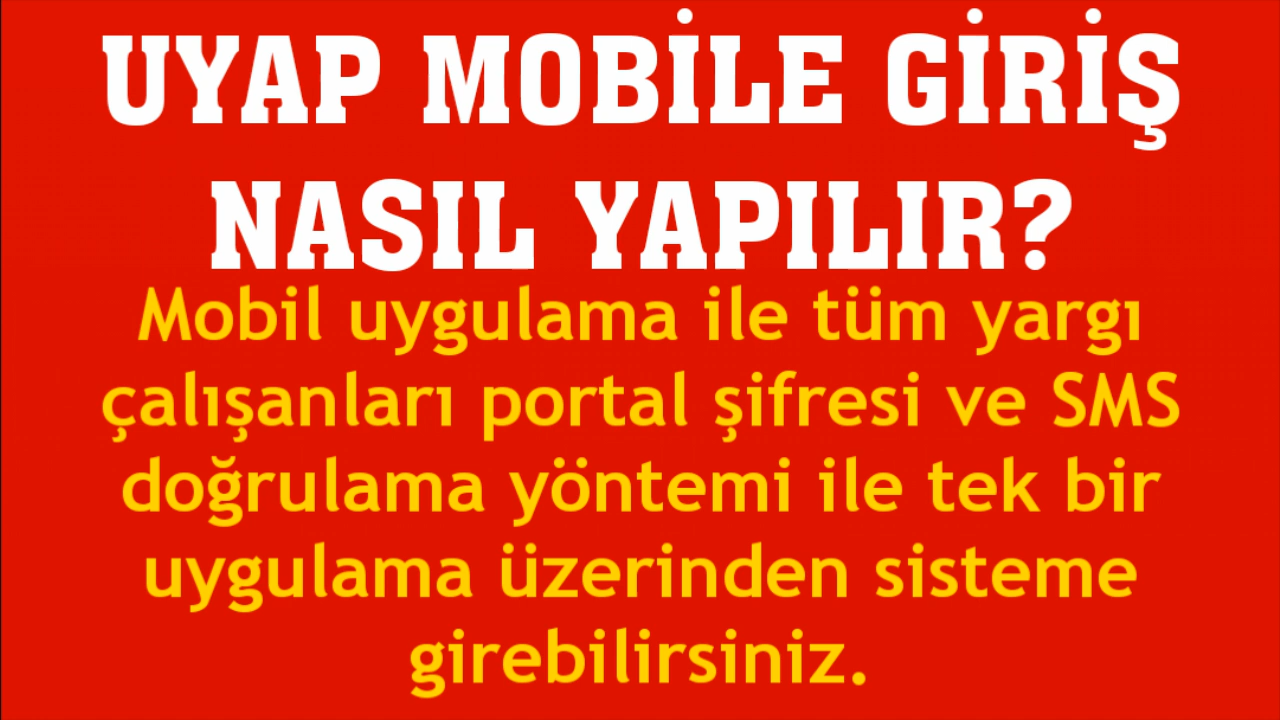 UYAP MOBİLE GİRİŞ
NASIL YAPILIR?
Mobil uygulama ile tüm yargı
çalışanları portal şifresi ve SMS
doğrulama yöntemi ile tek bir
uygulama üzerinden sisteme
girebilirsiniz.